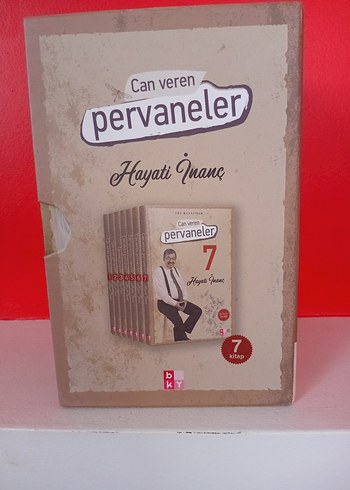 Can veren
pervaneler
Hayati İnanç
Can veren
pervaneler
7
Hayati İnanç
7
kitap
b
k Y